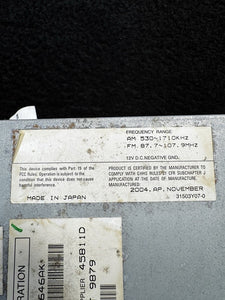 FREQUENCY RANGE
AM 530~1710KHz
FM 87.7~107.9MHz
12V D.C. NEGATIVE GND.
This device complies with Part 15 of the
FCC Rules. Operation is subject to the
condition that this device does not cause
harmful interference.
PRODUCT IS CERTIFIED BY THE MANUFACTURER
TO COMPLY WITH DHHS RULES 21 CFR SUBCHAPTER J
APPLICABLE AT THE DATE OF MANUFACTURE.
2004. AP. NOVEMBER
MADE IN JAPAN
31503Y07-0
646AK
45811D
9879